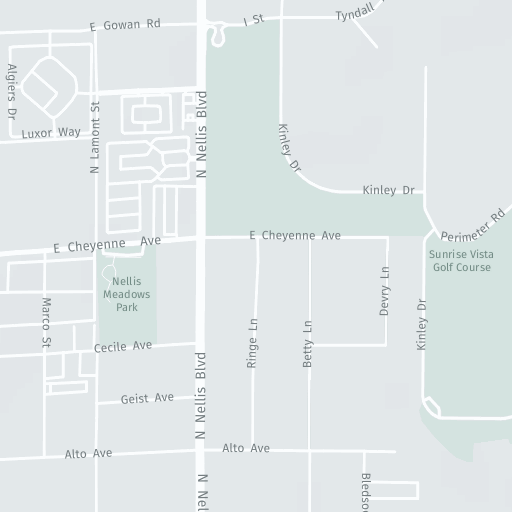 Tyndall
I St
E Gowan Rd
Algiers Dr
Luxor Way
N Lamont St
N Nellis Blvd
Kinley Dr
Kinley Dr
Perimeter Rd
E Cheyenne Ave
E Cheyenne Ave
Sunrise Vista
Golf Course
Nellis
Meadows
Park
Devry Ln
Marco St
Kinley Dr
Ringe Ln
Betty Ln
Cecile Ave
N Nellis Blvd
Geist Ave
Alto Ave
Alto Ave
N Nel
Bledso